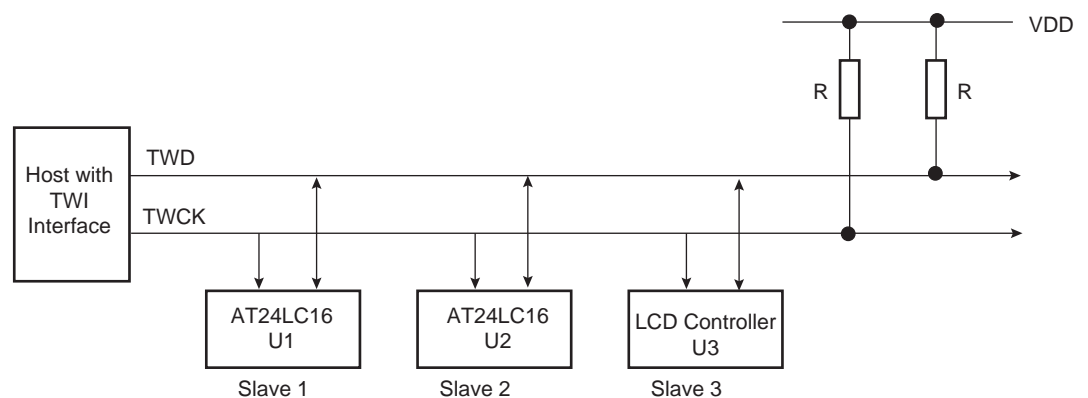 VDD
R
R
Host with
TWI
Interface
TWD
TWCK
AT24LC16
U1
AT24LC16
U2
LCD Controller
U3
Slave 1
Slave 2
Slave 3